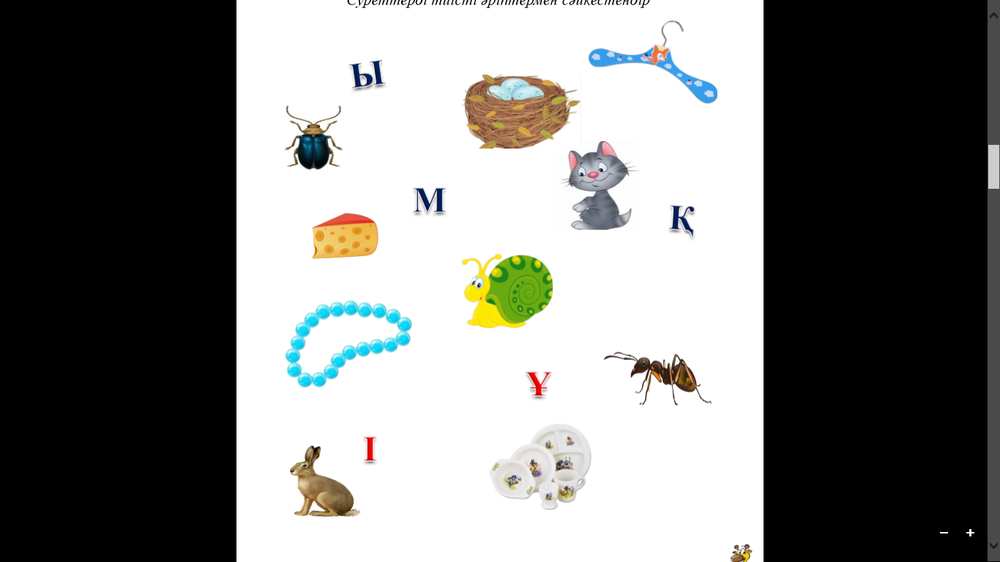 Суреттерді тиісті әріптермен сәйкестендір
Ы
М
Қ
Ұ
І